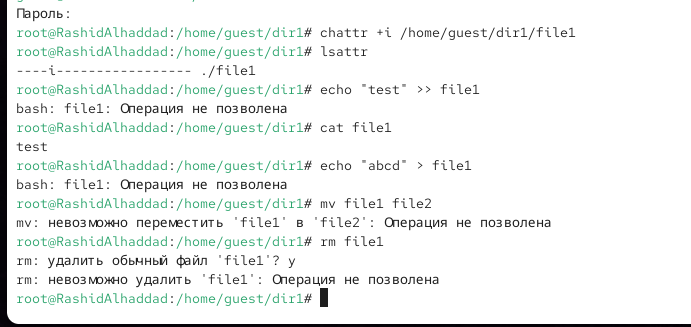 Пароль:
root@RashidAlhaddad:/home/guest/dir1# chattr +i /home/guest/dir1/file1
root@RashidAlhaddad:/home/guest/dir1# lsattr
----i----------------- ./file1
root@RashidAlhaddad:/home/guest/dir1# echo "test" >> file1
bash: file1: Операция не позволена
root@RashidAlhaddad:/home/guest/dir1# cat file1
test
root@RashidAlhaddad:/home/guest/dir1# echo "abcd" > file1
bash: file1: Операция не позволена
root@RashidAlhaddad:/home/guest/dir1# mv file1 file2
mv: невозможно переместить 'file1' в 'file2': Операция не позволена
root@RashidAlhaddad:/home/guest/dir1# rm file1
rm: удалить обычный файл 'file1'? y
rm: невозможно удалить 'file1': Операция не позволена
root@RashidAlhaddad:/home/guest/dir1#